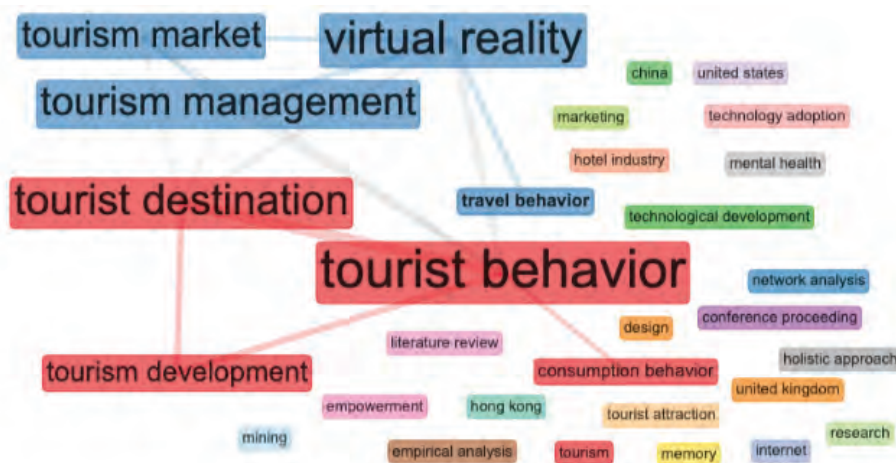 tourism market
virtual reality
china
united states
tourism management
marketing
technology adoption
hotel industry
mental health
tourist destination
travel behavior
technological development
tourist behavior
network analysis
conference proceeding
design
literature review
holistic approach
tourism development
consumption behavior
united kingdom
empowerment
hong kong
tourist attraction
mining
research
empirical analysis
tourism
memory
internet